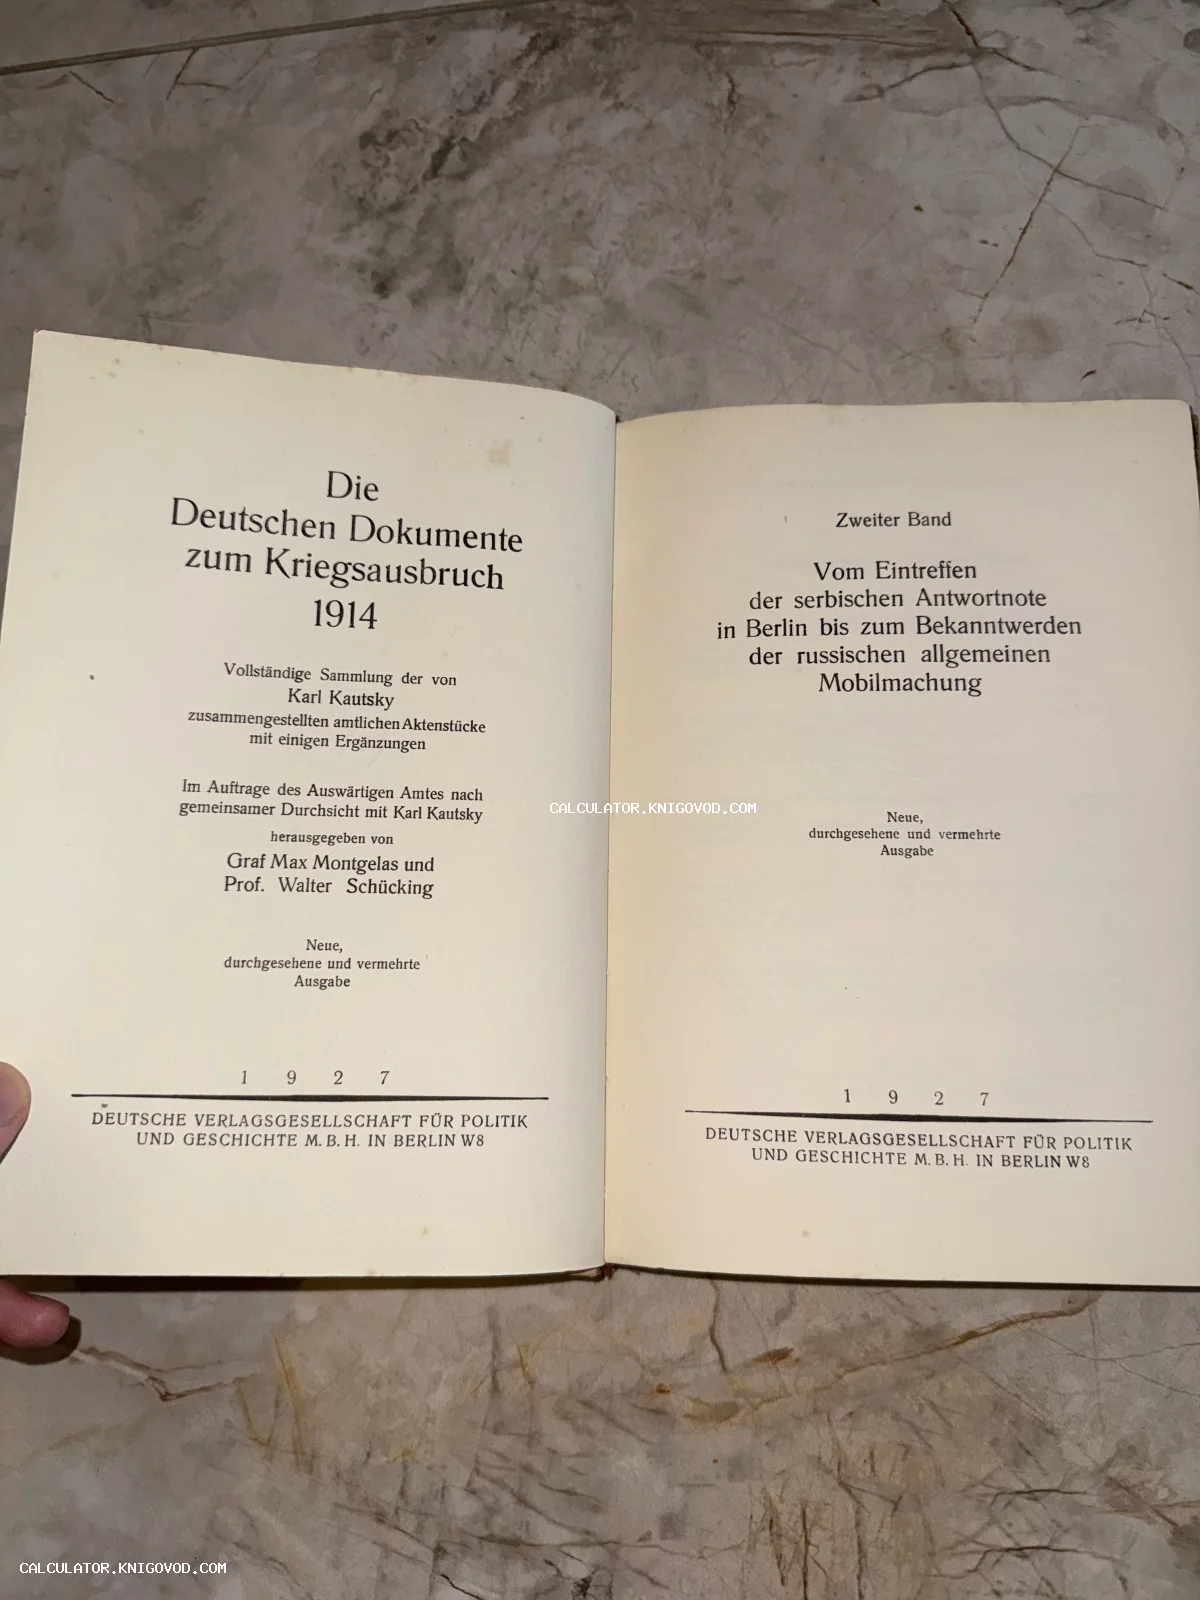 Die
Deutschen Dokumente
zum Kriegsausbruch
1914
Vollständige Sammlung der von
Karl Kautsky
zusammengestellten amtlichen Aktenstücke
mit einigen Ergänzungen
Im Auftrage des Auswärtigen Amtes nach
gemeinsamer Durchsicht mit Karl Kautsky
herausgegeben von
Graf Max Montgelas und
Prof. Walter Schücking
Neue,
durchgesehene und vermehrte
Ausgabe
1 9 2 7
DEUTSCHE VERLAGSGESELLSCHAFT FÜR POLITIK
UND GESCHICHTE M. B. H. IN BERLIN W8
Zweiter Band
Vom Eintreffen
der serbischen Antwortnote
in Berlin bis zum Bekanntwerden
der russischen allgemeinen
Mobilmachung
Neue,
durchgesehene und vermehrte
Ausgabe
1 9 2 7
DEUTSCHE VERLAGSGESELLSCHAFT FÜR POLITIK
UND GESCHICHTE M. B. H. IN BERLIN W8
CALCULATOR.KNIGOVOD.COM
CALCULATOR.KNIGOVOD.COM